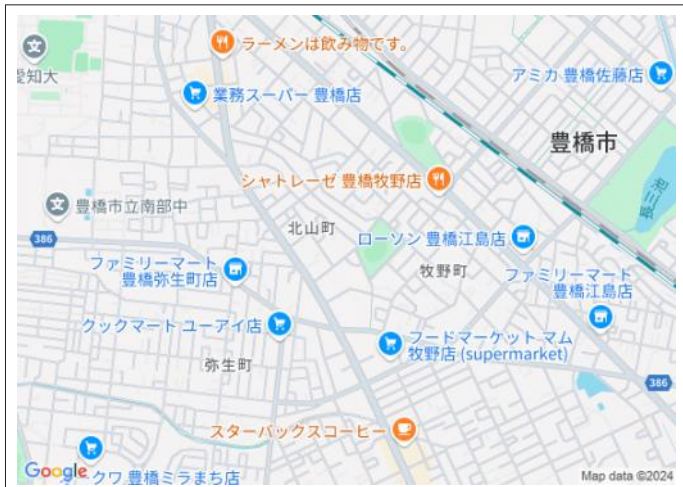 ラーメンは飲み物です。
愛知大
業務スーパー 豊橋店
アミカ 豊橋佐藤店
豊橋市
シャトレーゼ 豊橋牧野店
豊橋市立南部中
北山町
ローソン 豊橋江島店
386
ファミリーマート
豊橋弥生町店
牧野町
ファミリーマート
豊橋江島店
クックマート ユーアイ店
フードマーケット マム
牧野店 (supermarket)
弥生町
386
スターバックスコーヒー
クワ 豊橋ミラまち店
Google
Map data ©2024